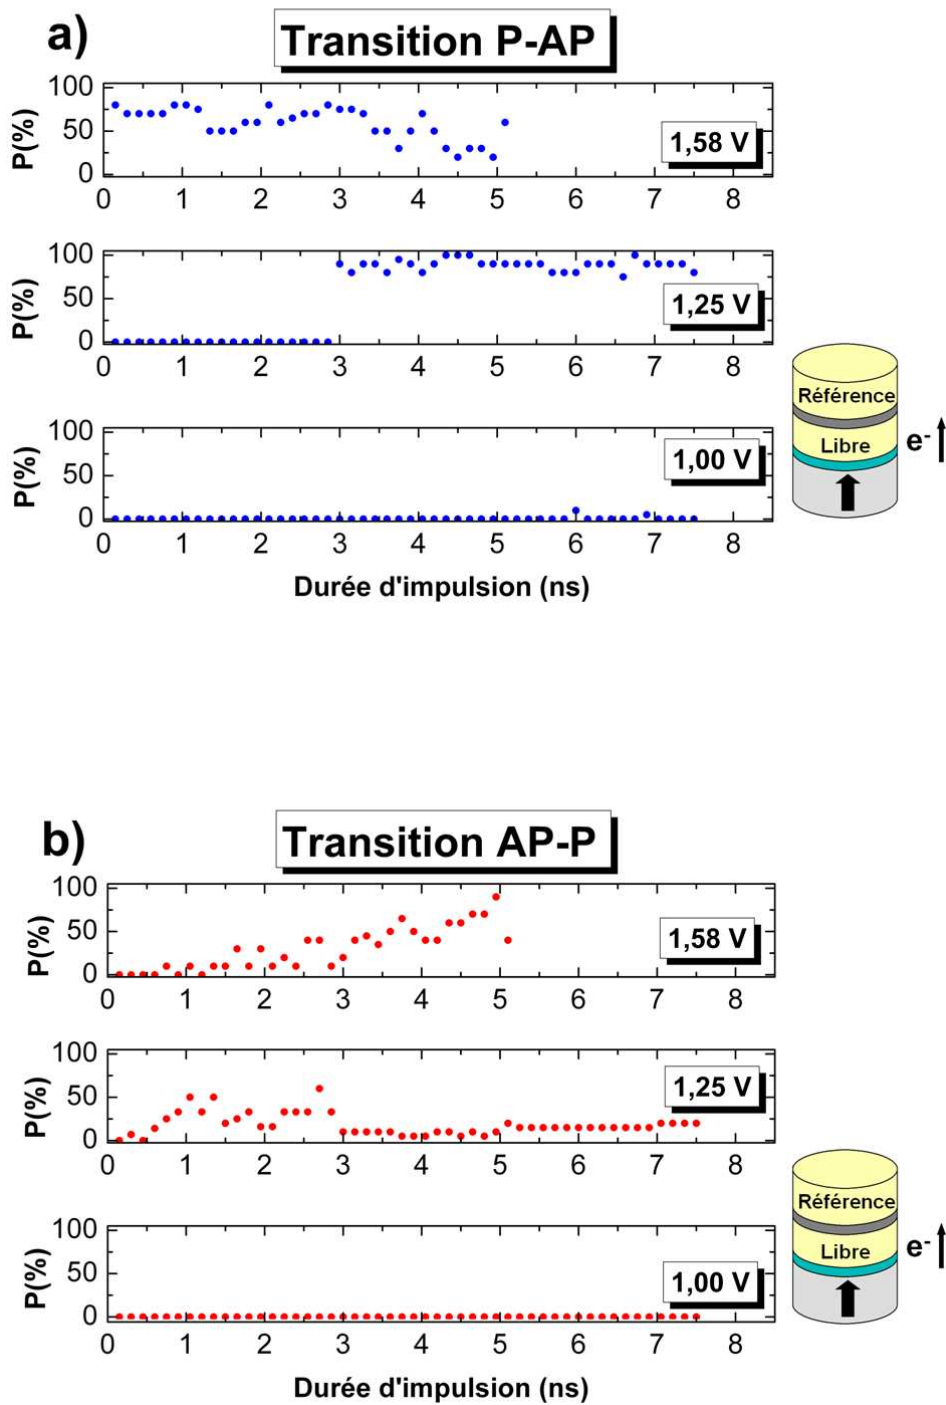 a)
Transition P-AP
P(%)
100
50
0
1,58 V
0 1 2 3 4 5 6 7 8
P(%)
100
50
0
1,25 V
0 1 2 3 4 5 6 7 8
P(%)
100
50
0
1,00 V
0 1 2 3 4 5 6 7 8
Durée d'impulsion (ns)
Référence
Libre
e-
b)
Transition AP-P
P(%)
100
50
0
1,58 V
0 1 2 3 4 5 6 7 8
P(%)
100
50
0
1,25 V
0 1 2 3 4 5 6 7 8
P(%)
100
50
0
1,00 V
0 1 2 3 4 5 6 7 8
Durée d'impulsion (ns)
Référence
Libre
e-